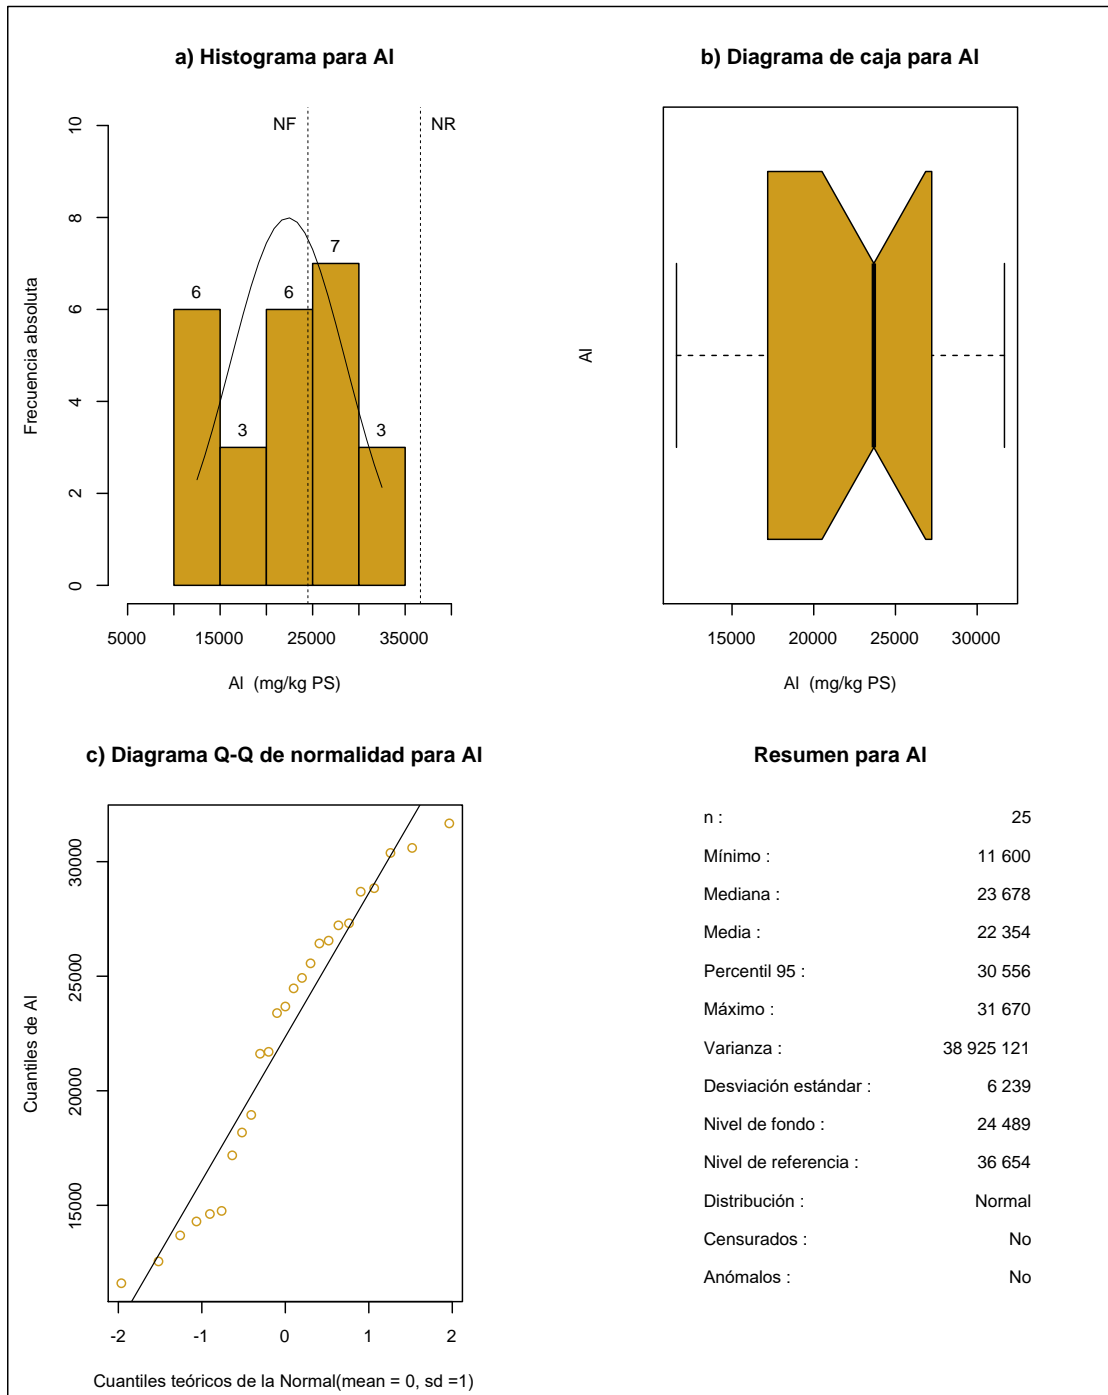 a) Histograma para Al
NF
NR
6
3
6
7
3
Frecuencia absoluta
0
2
4
6
8
10
5000
15000
25000
35000
Al (mg/kg PS)
b) Diagrama de caja para Al
Al
15000
20000
25000
30000
Al (mg/kg PS)
c) Diagrama Q-Q de normalidad para Al
Cuantiles de Al
15000
20000
25000
30000
-2
-1
0
1
2
Cuantiles teóricos de la Normal(mean = 0, sd =1)
Resumen para Al
n : 25
Mínimo : 11 600
Mediana : 23 678
Media : 22 354
Percentil 95 : 30 556
Máximo : 31 670
Varianza : 38 925 121
Desviación estándar : 6 239
Nivel de fondo : 24 489
Nivel de referencia : 36 654
Distribución : Normal
Censurados : No
Anómalos : No